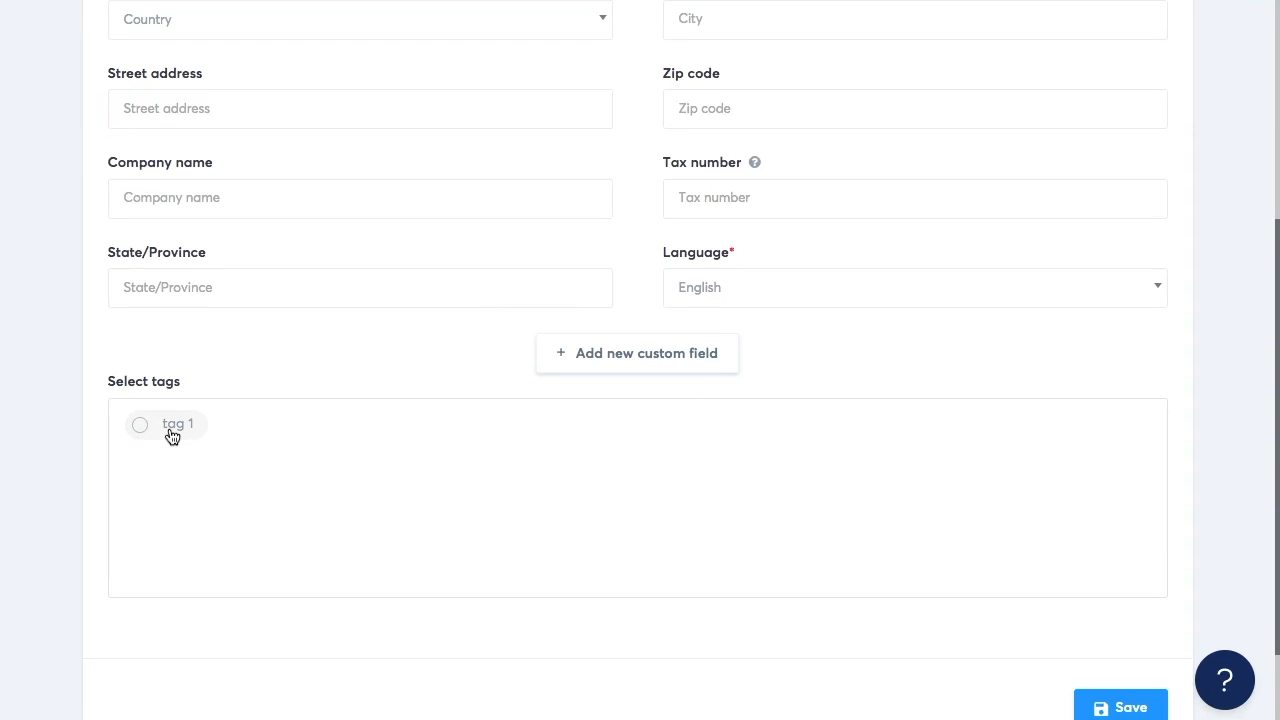 Country
City
Street address
Zip code
Street address
Zip code
Company name
Tax number ?
Company name
Tax number
State/Province
Language*
State/Province
English
+ Add new custom field
Select tags
tag 1
?
Save